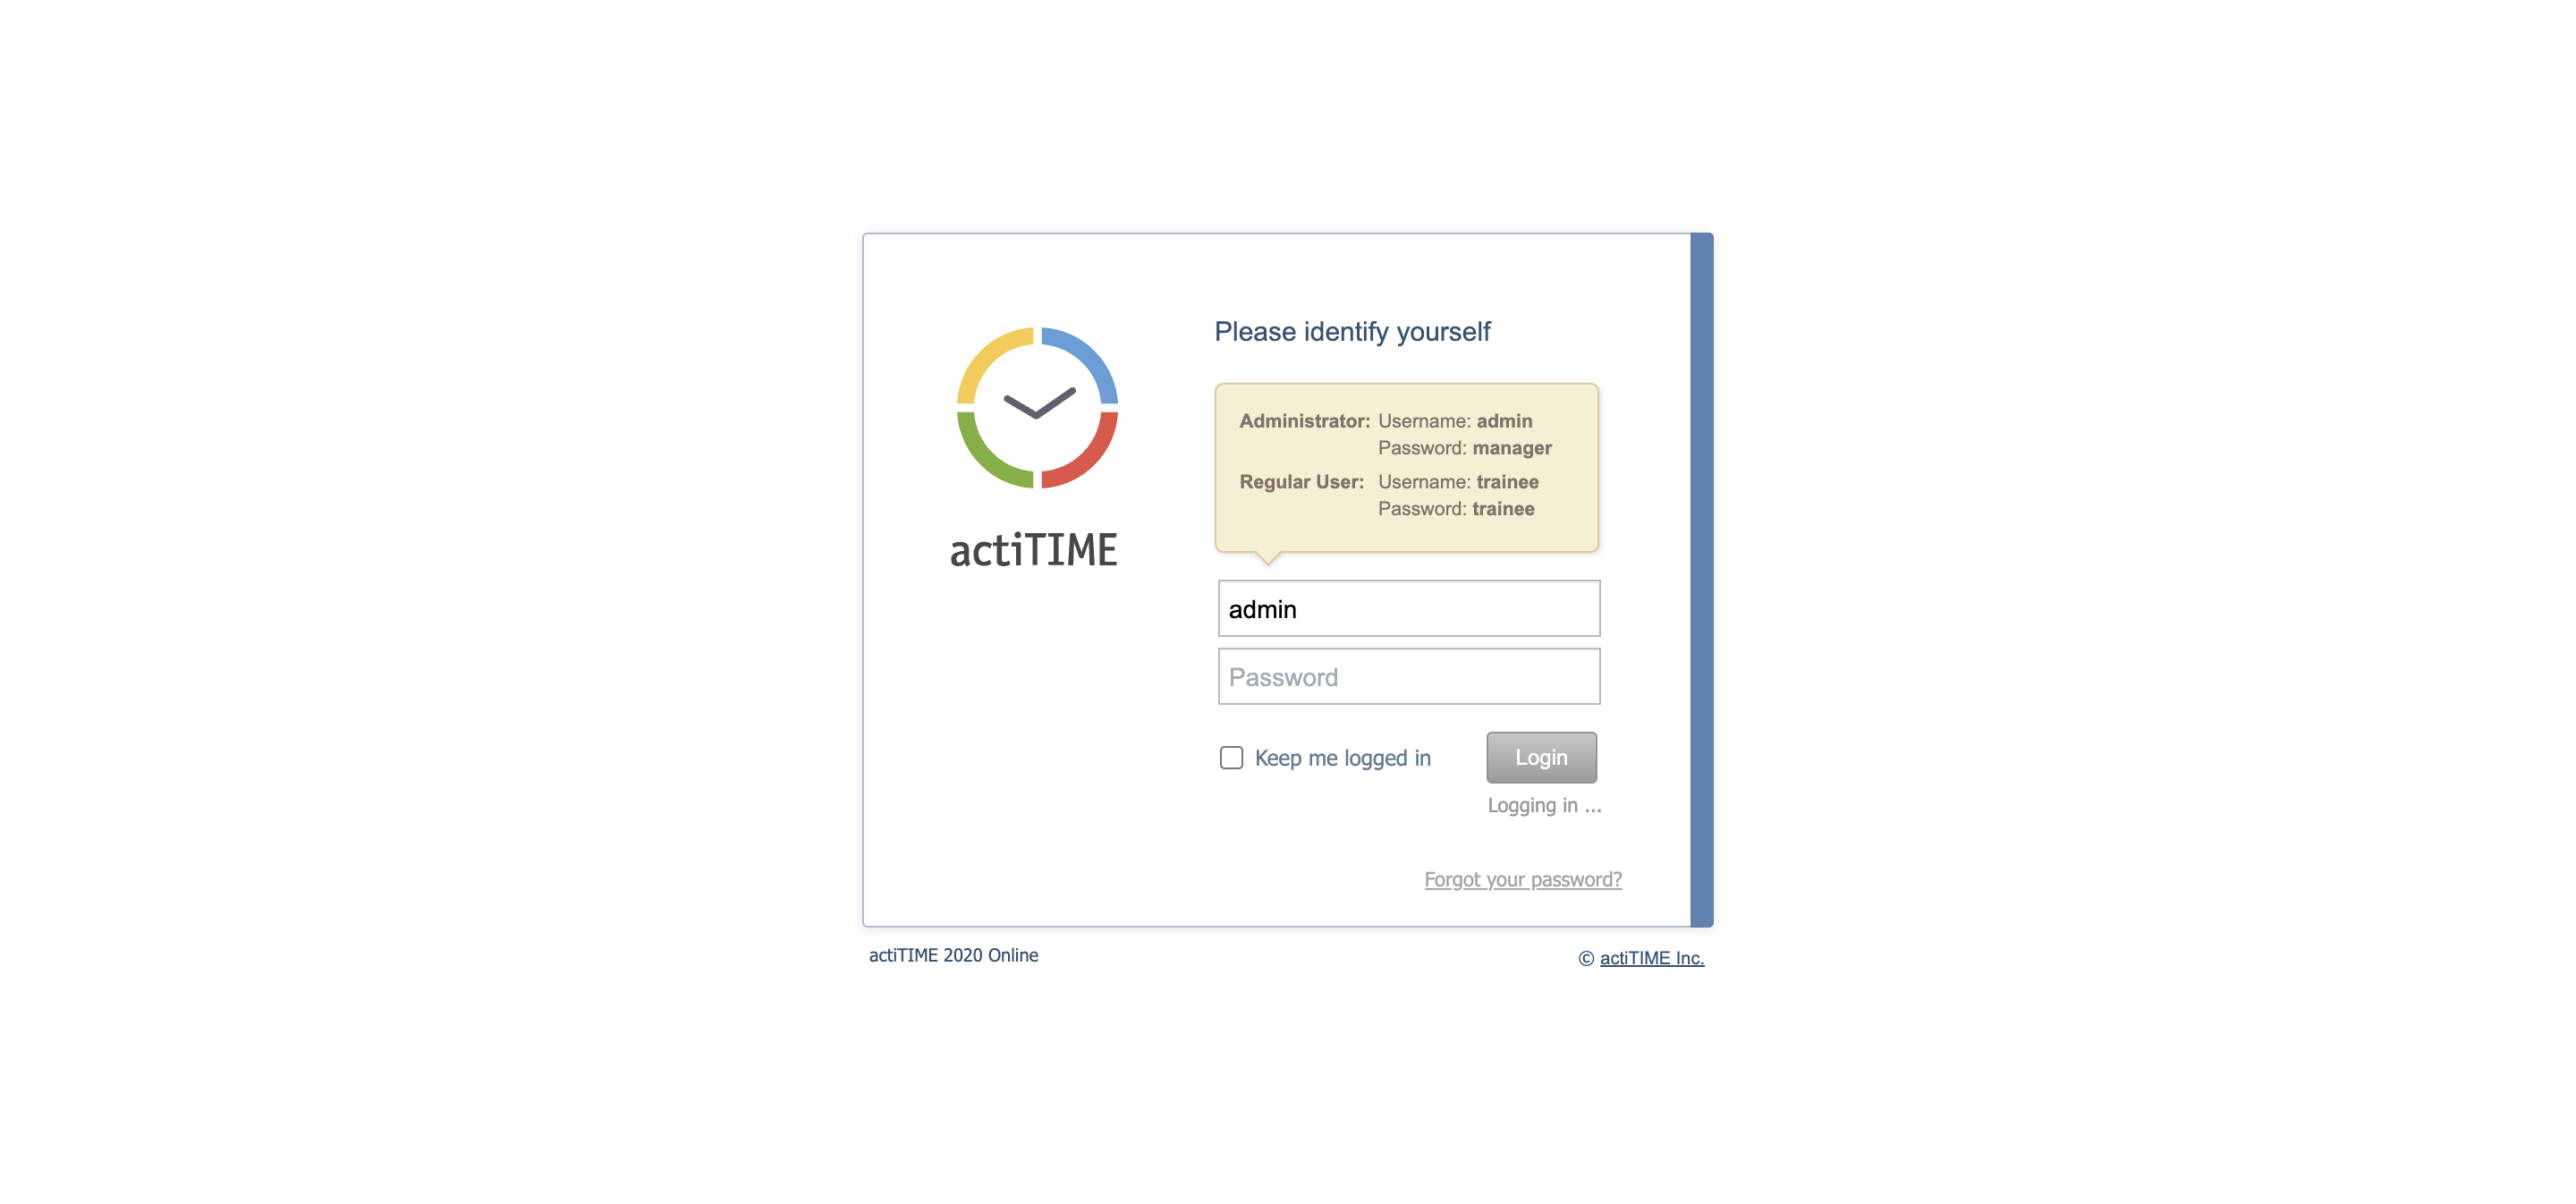 Please identify yourself
Administrator: Username: admin
Password: manager
Regular User: Username: trainee
Password: trainee
actiTIME
admin
Password
Keep me logged in
Login
Logging in ...
Forgot your password?
actiTIME 2020 Online
© actiTIME Inc.